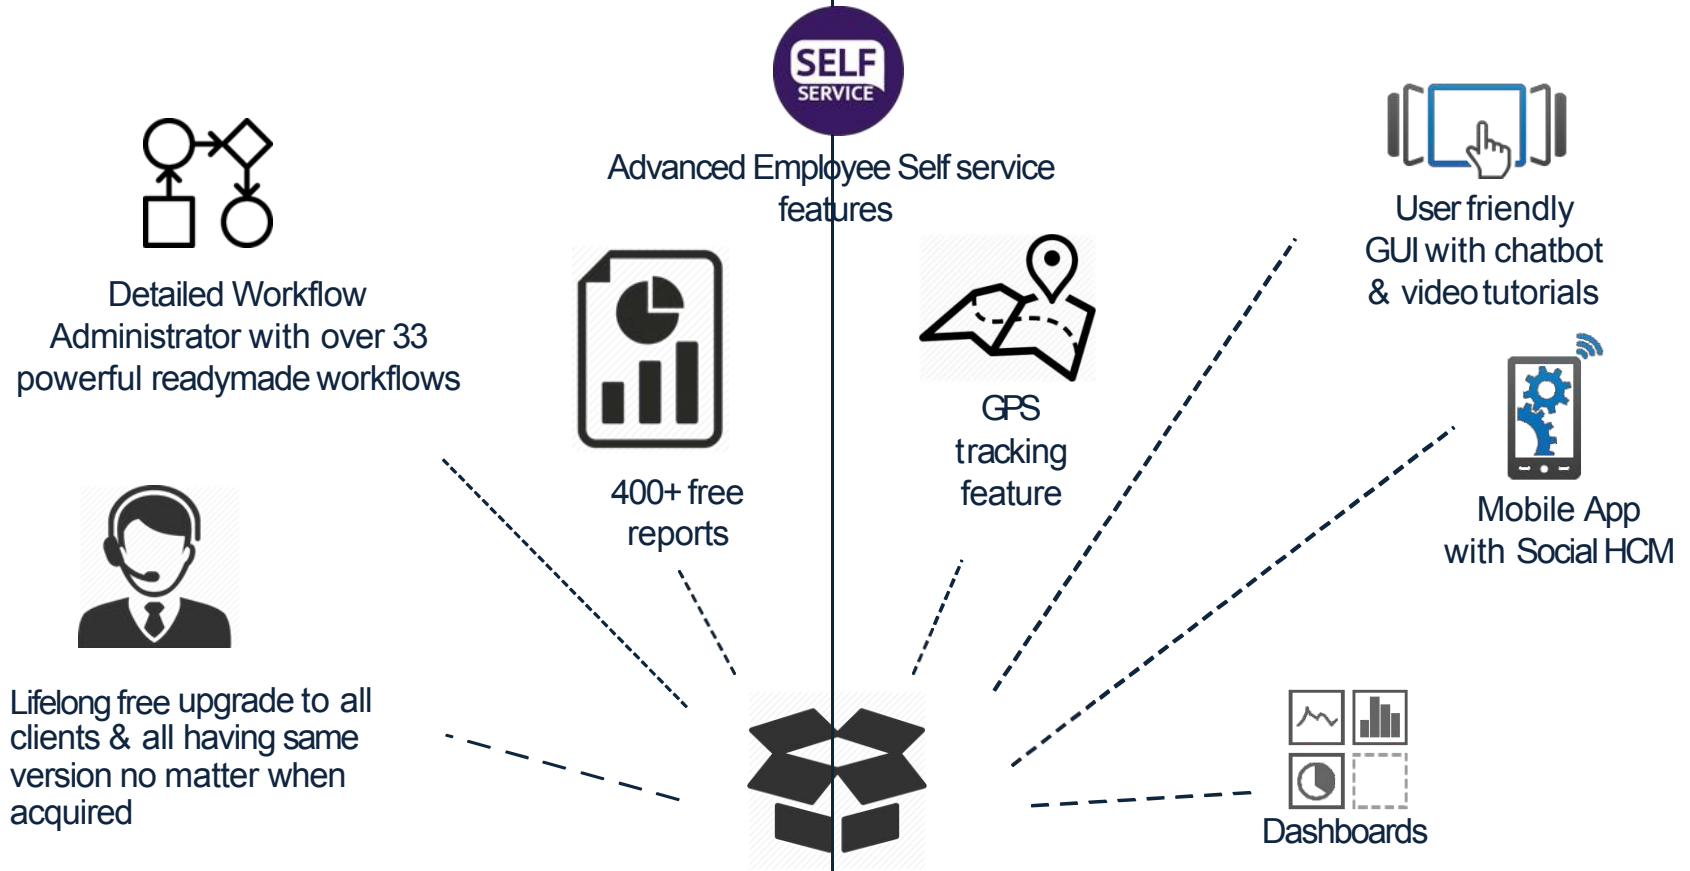 SELF
SERVICE
Advanced Employee Self service
features
Detailed Workflow
Administrator with over 33
powerful readymade workflows
400+ free
reports
GPS
tracking
feature
User friendly
GUI with chatbot
& video tutorials
Mobile App
with Social HCM
Lifelong free upgrade to all
clients & all having same
version no matter when
acquired
Dashboards